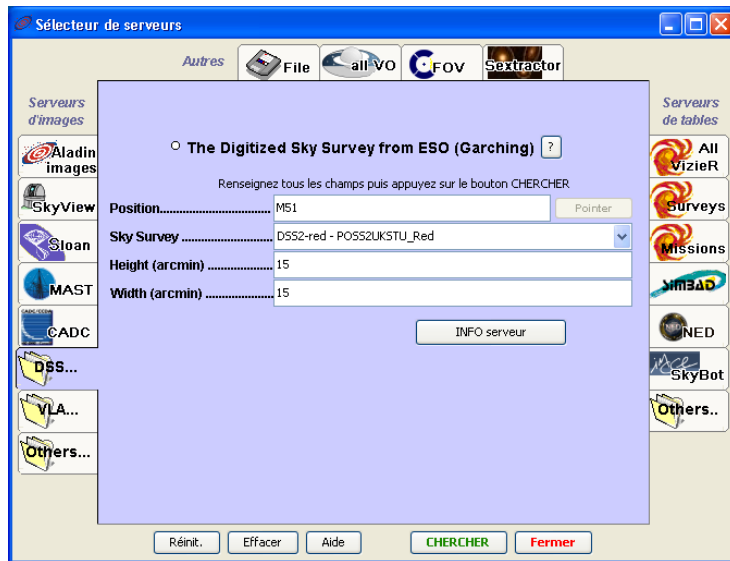 Sélecteur de serveurs
Autres
File
all VO
FOV
Sextractor
Serveurs
d'images
Aladin
images
SkyView
Sloan
MAST
CADC/CCDA
CADC
DSS...
VLA...
Others...
The Digitized Sky Survey from ESO (Garching) ?
Renseignez tous les champs puis appuyez sur le bouton CHERCHER
Position................................... M51 Pointer
Sky Survey ............................ DSS2-red - POSS2UKSTU_Red
Height (arcmin) .................... 15
Width (arcmin) ..................... 15
INFO serveur
Serveurs
de tables
All
VizieR
Surveys
Missions
SIMBAD
NED
NED
SkyBot
Others..
Réinit.
Effacer
Aide
CHERCHER
Fermer